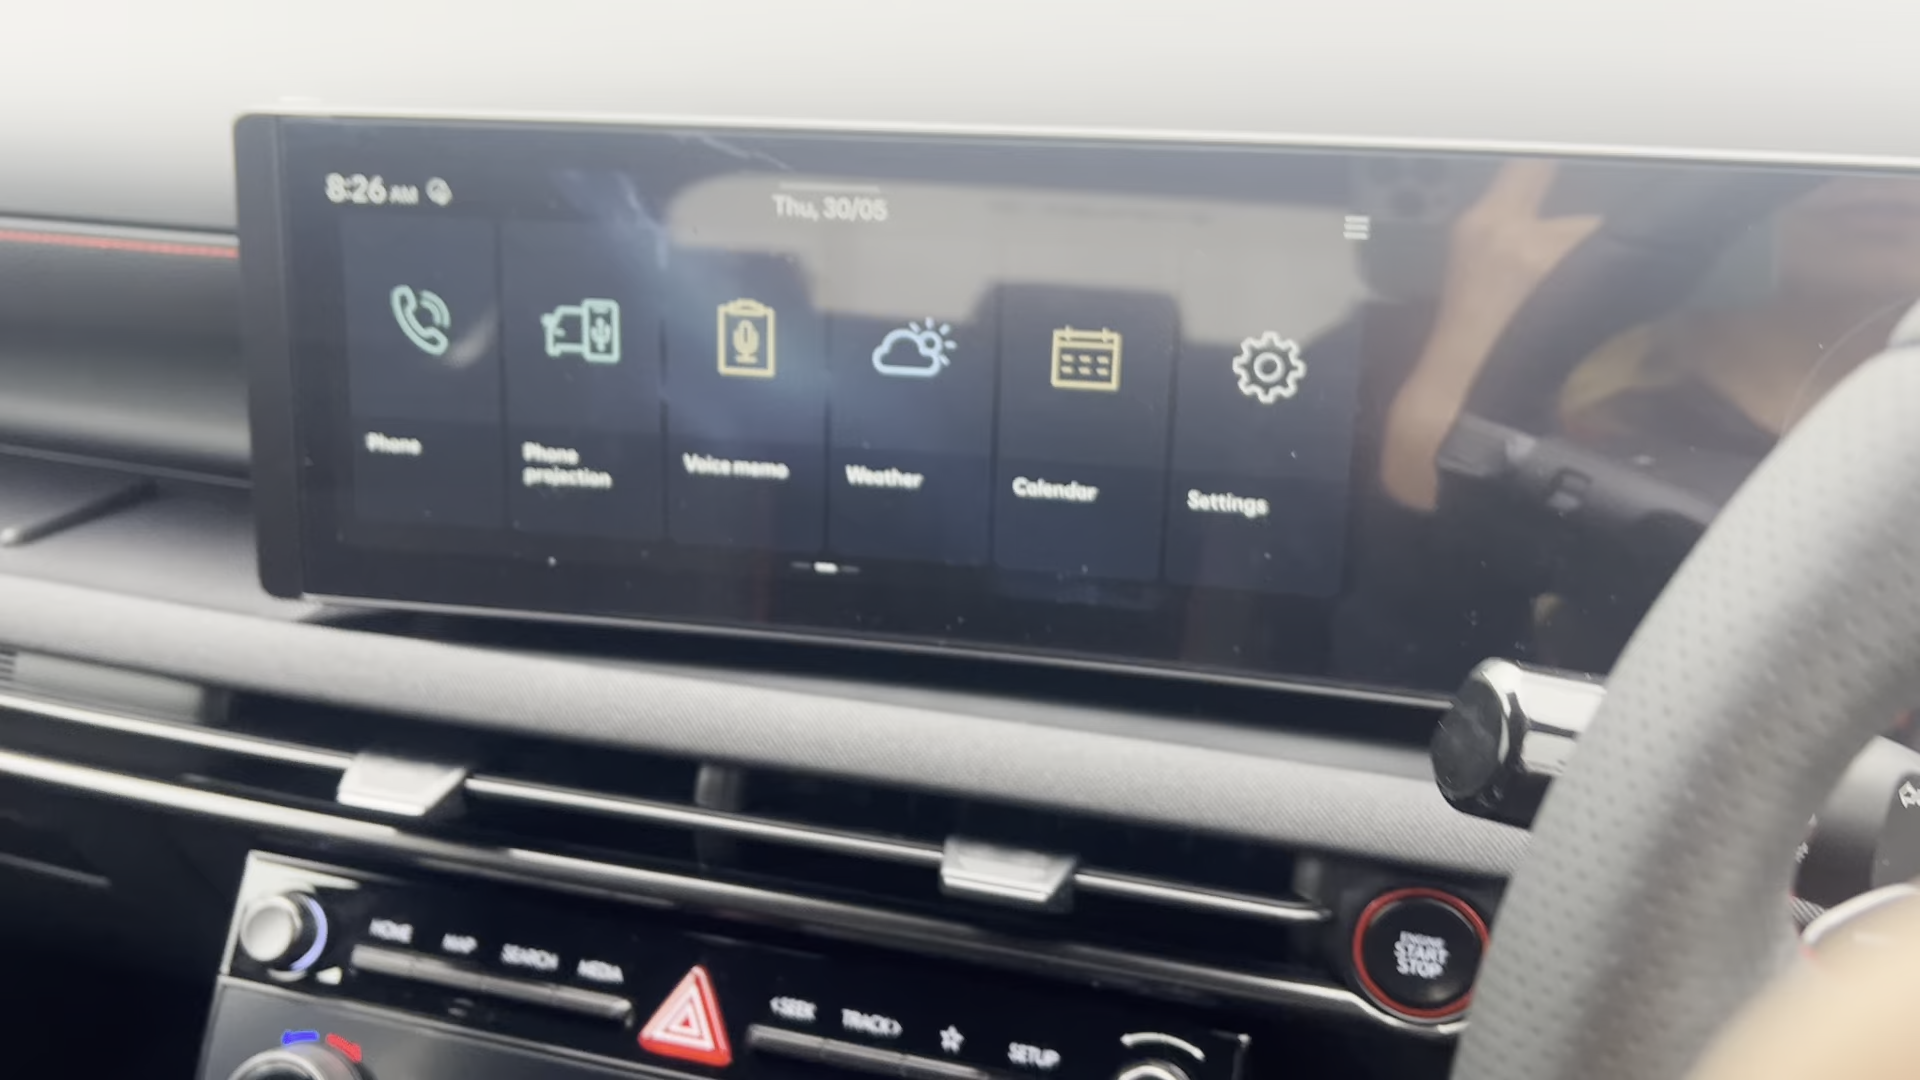 8:26 AM
Thu, 30/05
Phone
Phone
projection
Voice memo
Weather
Calendar
Settings
HOME
MAP
SEARCH
MEDIA
<SEEK
TRACK>
SETUP
ENGINE
START
STOP